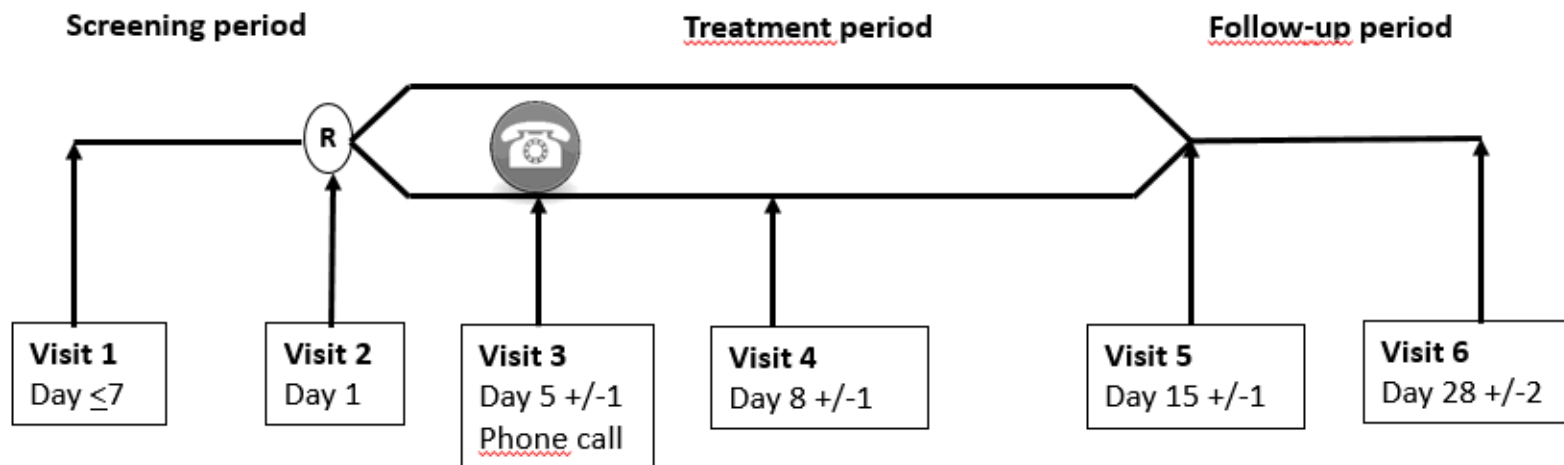 Screening period
Treatment period
Follow-up period
R
Visit 1
Day ≤7
Visit 2
Day 1
Visit 3
Day 5 +/-1
Phone call
Visit 4
Day 8 +/-1
Visit 5
Day 15 +/-1
Visit 6
Day 28 +/-2